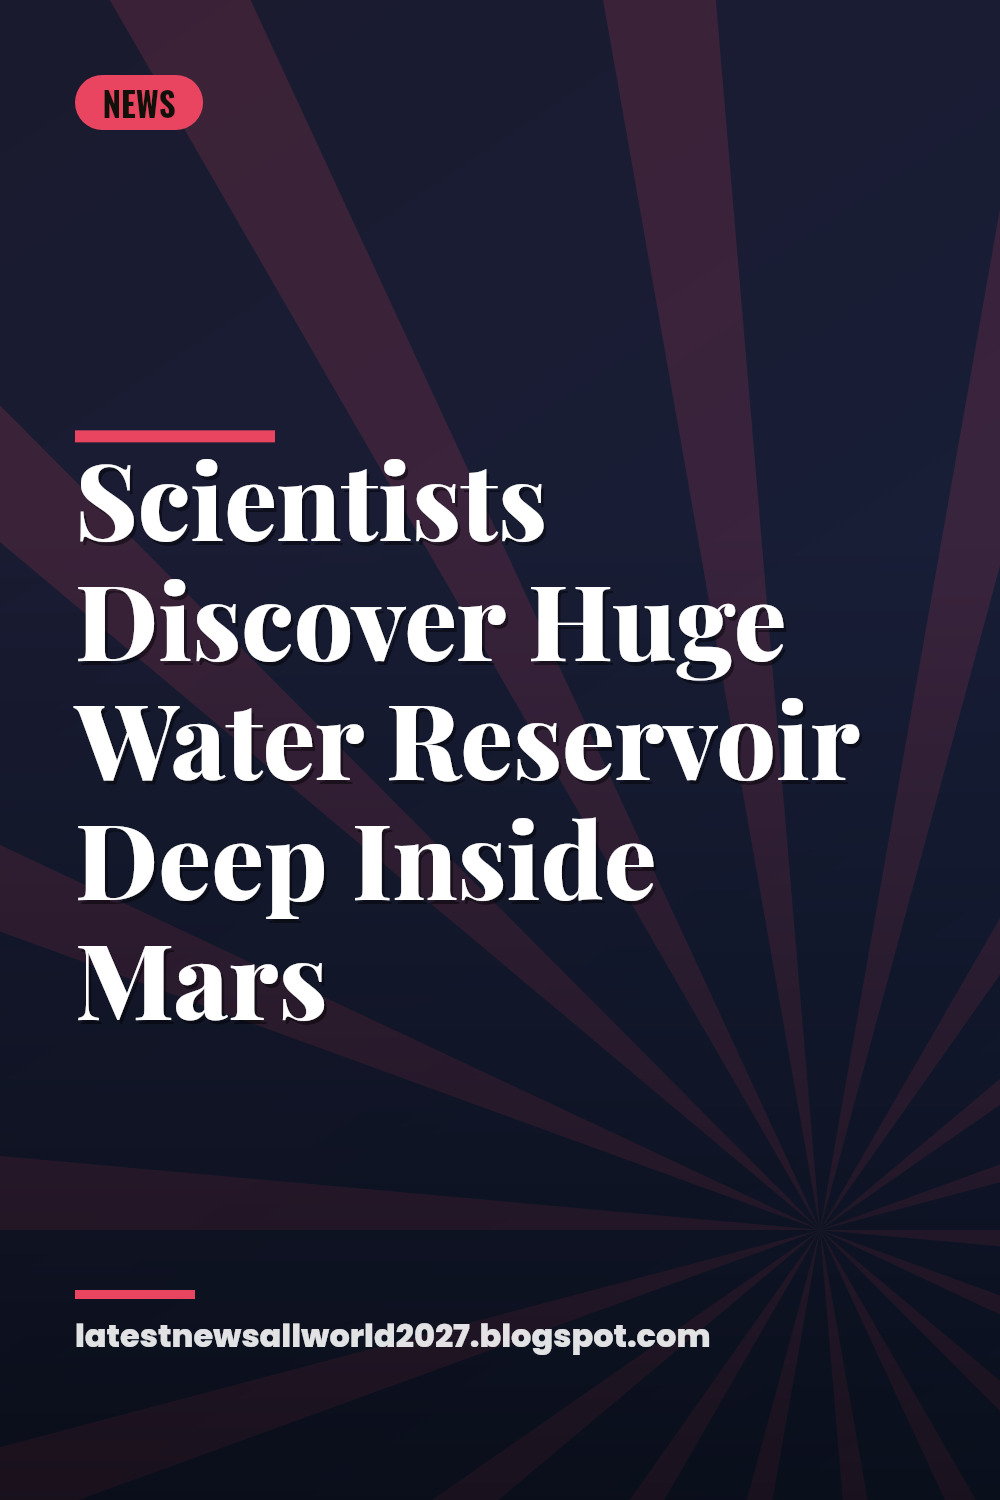 NEWS
Scientists
Discover Huge
Water Reservoir
Deep Inside
Mars
latestnewsallworld2027.blogspot.com